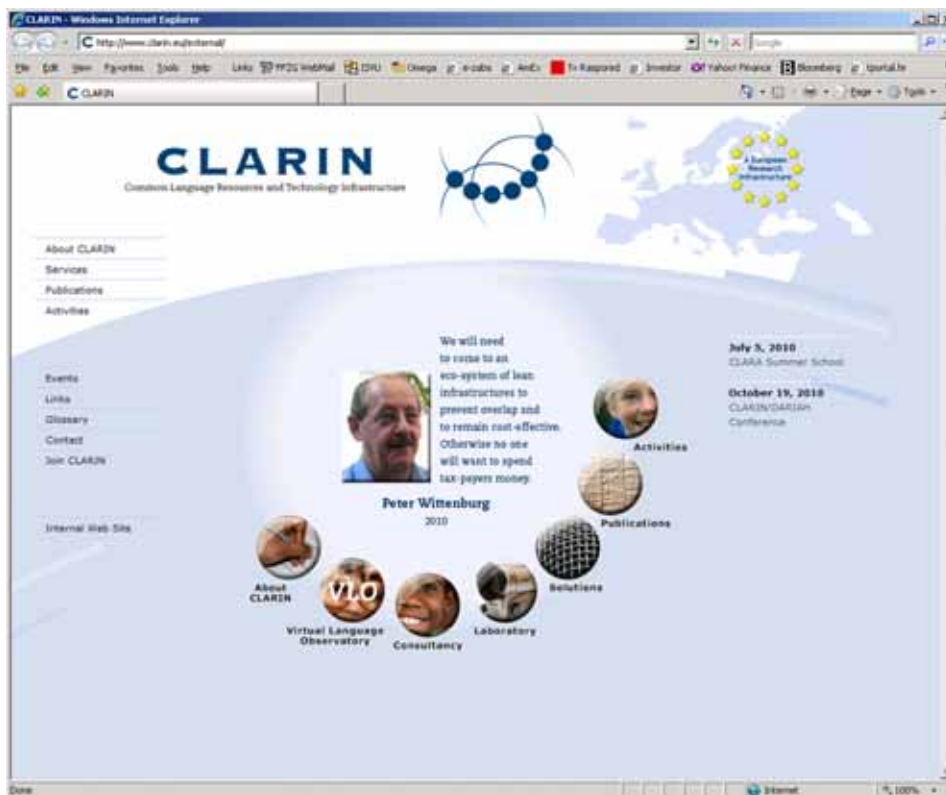 CLARIN - Windows Internet Explorer
http://www.clarin.eu/external/
Google
File Edit View Favorites Tools Help
Links
CLARIN
Page
Tools
CLARIN
Common Language Resources and Technology Infrastructure
A European
Research
Infrastructure
About CLARIN
Services
Publications
Activities
Events
Links
Glossary
Contact
Join CLARIN
Internal Web Site
We will need
to come to an
eco-system of lean
infrastructures to
prevent overlap and
to remain cost-effective.
Otherwise no one
will want to spend
tax-payers money.
Peter Wittenburg
2010
July 5, 2010
CLARA Summer School
October 19, 2010
CLARIN/DARIAH
Conference
Activities
Publications
Solutions
Laboratory
Consultancy
VLO
Virtual Language
Observatory
About
CLARIN
Done
Internet
100%